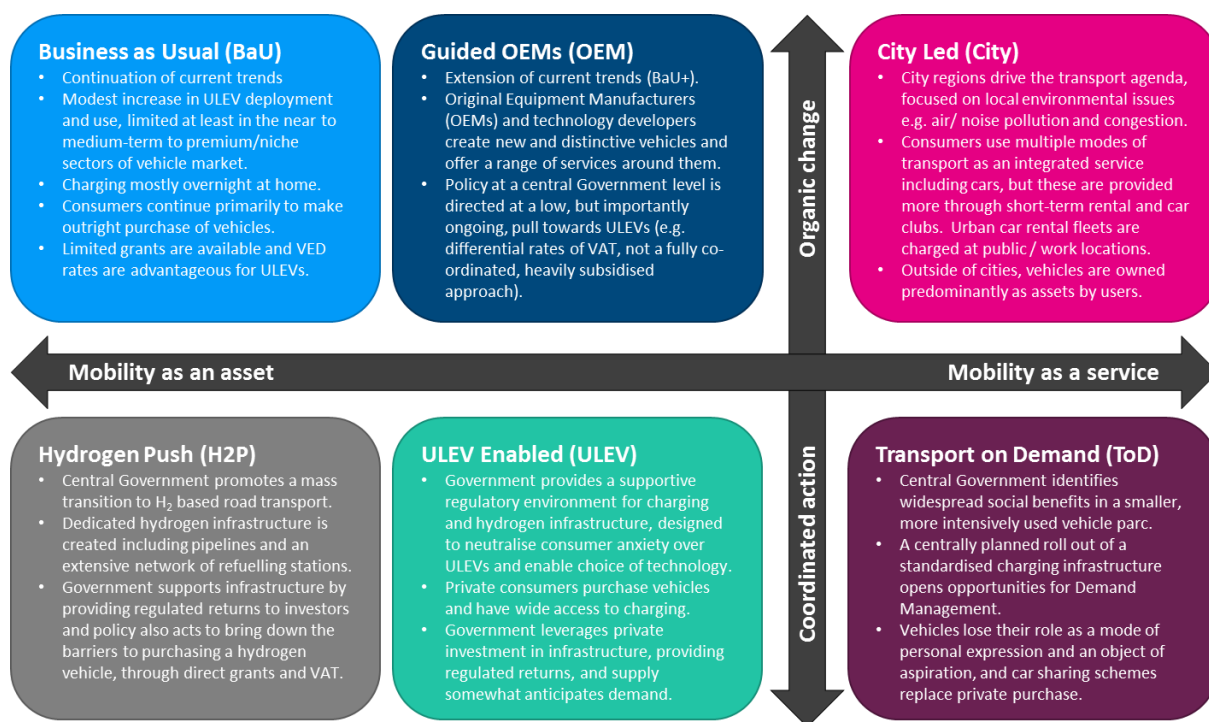 Business as Usual (BaU)
• Continuation of current trends
• Modest increase in ULEV deployment
and use, limited at least in the near to
medium-term to premium/niche
sectors of vehicle market.
• Charging mostly overnight at home.
• Consumers continue primarily to make
outright purchase of vehicles.
• Limited grants are available and VED
rates are advantageous for ULEVs.
Guided OEMs (OEM)
• Extension of current trends (BaU+).
• Original Equipment Manufacturers
(OEMs) and technology developers
create new and distinctive vehicles and
offer a range of services around them.
• Policy at a central Government level is
directed at a low, but importantly
ongoing, pull towards ULEVs (e.g.
differential rates of VAT, not a fully co-
ordinated, heavily subsidised
approach).
Organic change
City Led (City)
• City regions drive the transport agenda,
focused on local environmental issues
e.g. air/ noise pollution and congestion.
• Consumers use multiple modes of
transport as an integrated service
including cars, but these are provided
more through short-term rental and car
clubs. Urban car rental fleets are
charged at public / work locations.
• Outside of cities, vehicles are owned
predominantly as assets by users.
Mobility as an asset
Mobility as a service
Hydrogen Push (H2P)
• Central Government promotes a mass
transition to H₂ based road transport.
• Dedicated hydrogen infrastructure is
created including pipelines and an
extensive network of refuelling stations.
• Government supports infrastructure by
providing regulated returns to investors
and policy also acts to bring down the
barriers to purchasing a hydrogen
vehicle, through direct grants and VAT.
ULEV Enabled (ULEV)
• Government provides a supportive
regulatory environment for charging
and hydrogen infrastructure, designed
to neutralise consumer anxiety over
ULEVs and enable choice of technology.
• Private consumers purchase vehicles
and have wide access to charging.
• Government leverages private
investment in infrastructure, providing
regulated returns, and supply
somewhat anticipates demand.
Coordinated action
Transport on Demand (ToD)
• Central Government identifies
widespread social benefits in a smaller,
more intensively used vehicle parc.
• A centrally planned roll out of a
standardised charging infrastructure
opens opportunities for Demand
Management.
• Vehicles lose their role as a mode of
personal expression and an object of
aspiration, and car sharing schemes
replace private purchase.